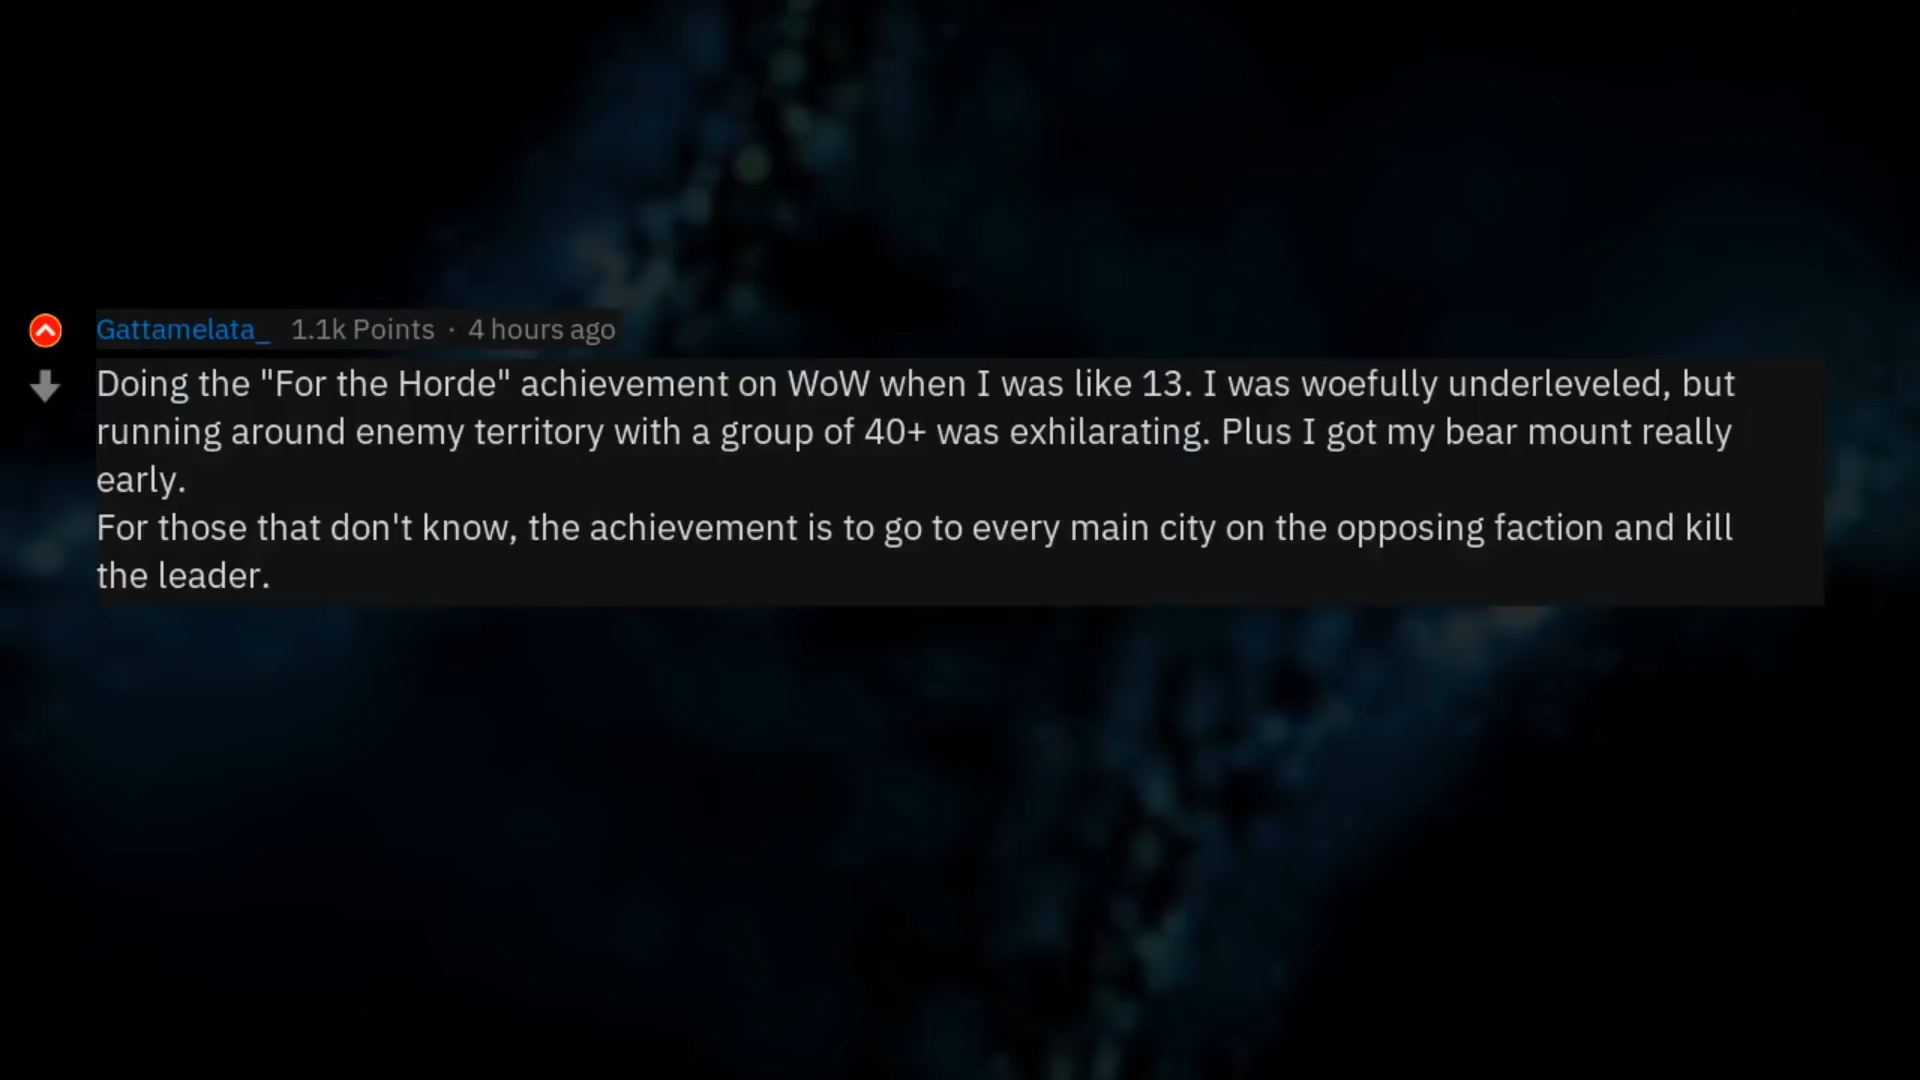 Gattamelata_ 1.1k Points · 4 hours ago
Doing the "For the Horde" achievement on WoW when I was like 13. I was woefully underleveled, but
running around enemy territory with a group of 40+ was exhilarating. Plus I got my bear mount really
early.
For those that don't know, the achievement is to go to every main city on the opposing faction and kill
the leader.